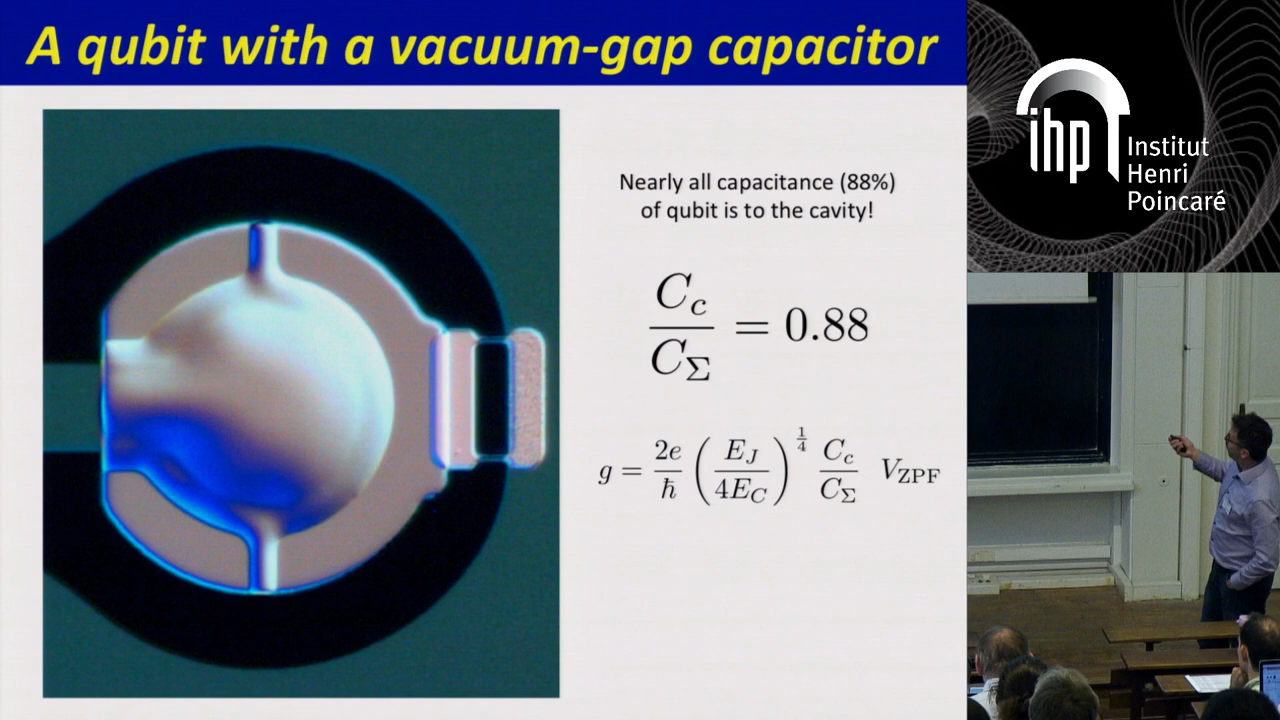 A qubit with a vacuum-gap capacitor
Nearly all capacitance (88%)
of qubit is to the cavity!
C_c / C_Σ = 0.88
g = 2e/ħ (E_J / 4E_C)^{1/4} C_c / C_Σ V_ZPF
ihp
Institut
Henri
Poincaré